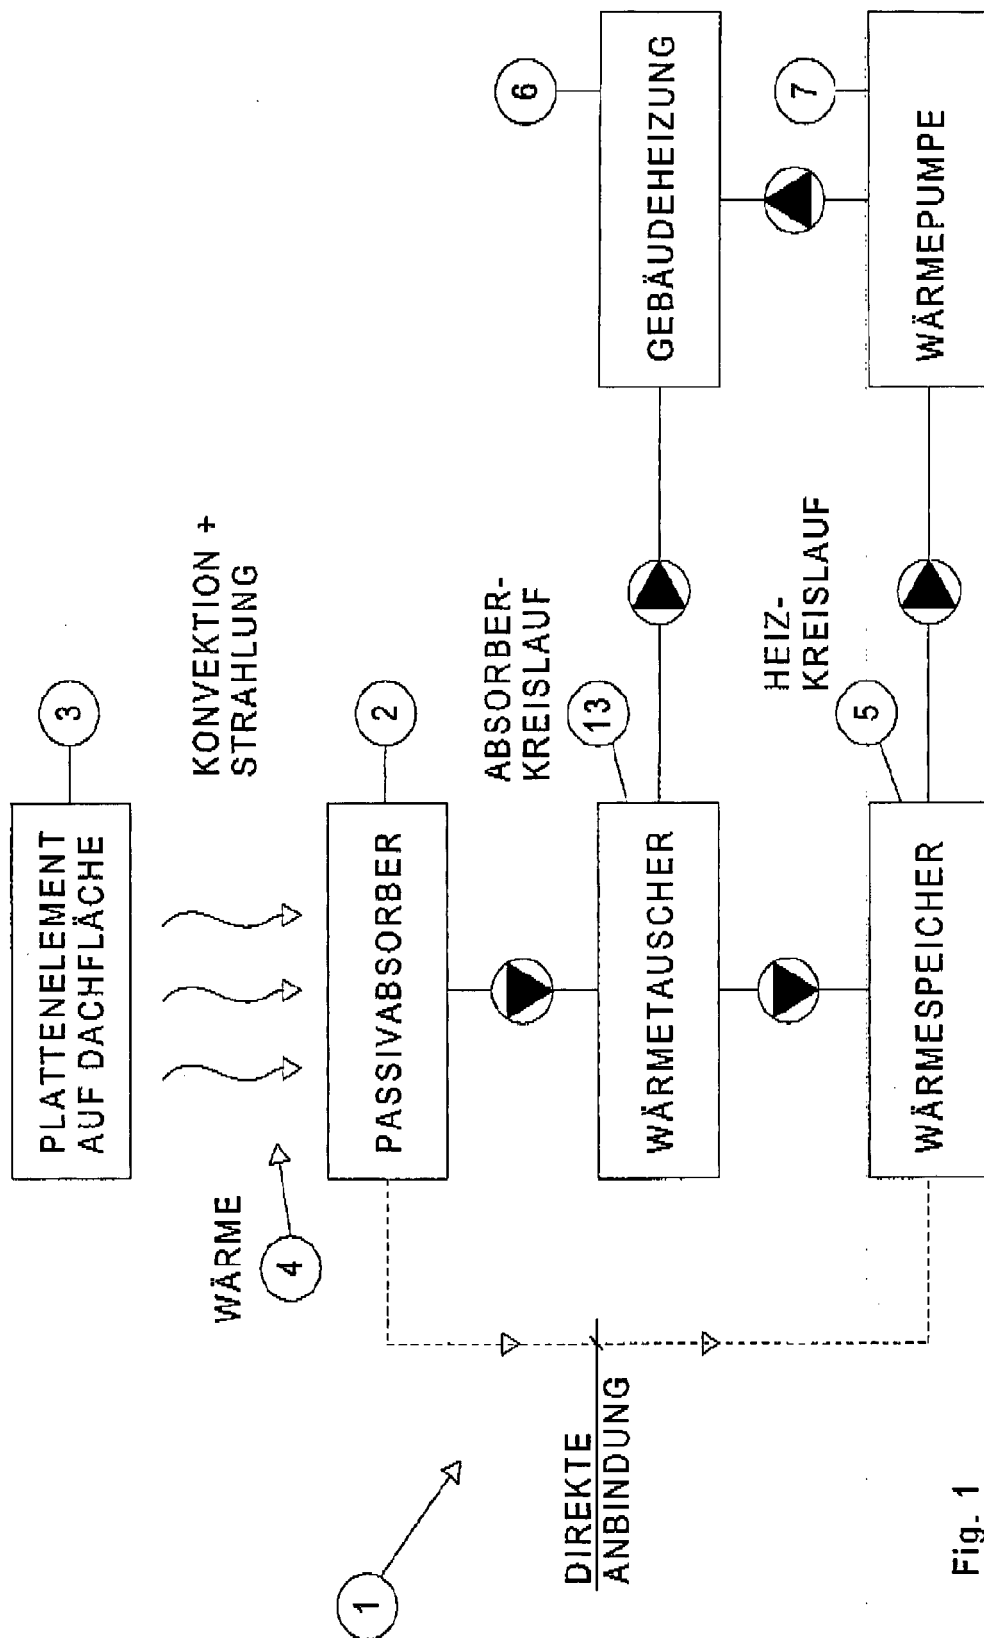 PLATTENELEMENT
AUF DACHFLÄCHE
3
KONVEKTION +
STRAHLUNG
WÄRME
4
PASSIVABSORBER
2
1
DIREKTE
ANBINDUNG
ABSORBER-
KREISLAUF
13
WÄRMETAUSCHER
GEBÄUDEHEIZUNG
6
HEIZ-
KREISLAUF
5
WÄRMESPEICHER
WÄRMEPUMPE
7
Fig. 1